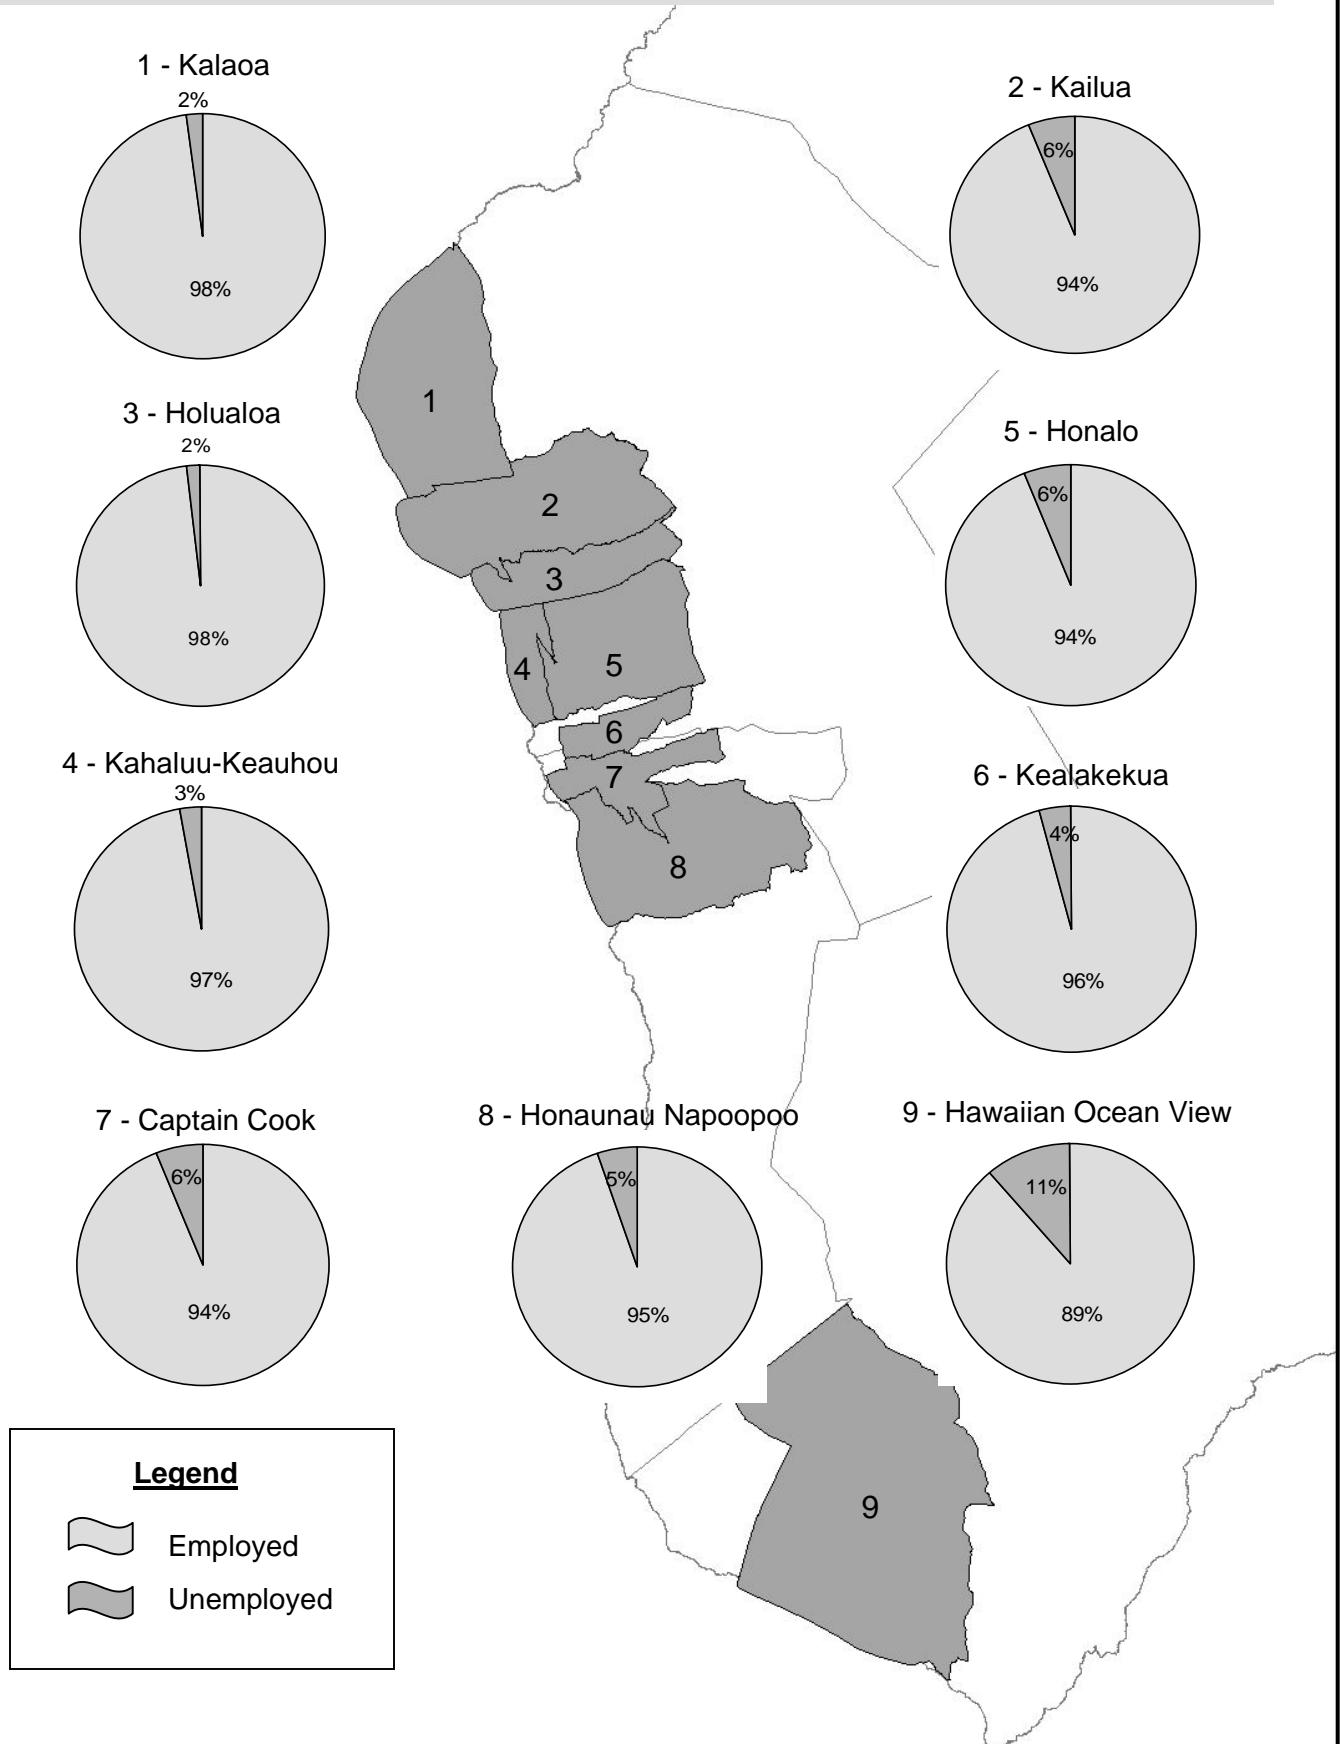 1 - Kalaoa
2%
98%
2 - Kailua
6%
94%
3 - Holualoa
2%
98%
5 - Honalo
6%
94%
4 - Kahaluu-Keauhou
3%
97%
6 - Kealakekua
4%
96%
7 - Captain Cook
6%
94%
8 - Honaunau Napoopoo
5%
95%
9 - Hawaiian Ocean View
11%
89%
1
2
3
4
5
6
7
8
9
Legend
Employed
Unemployed